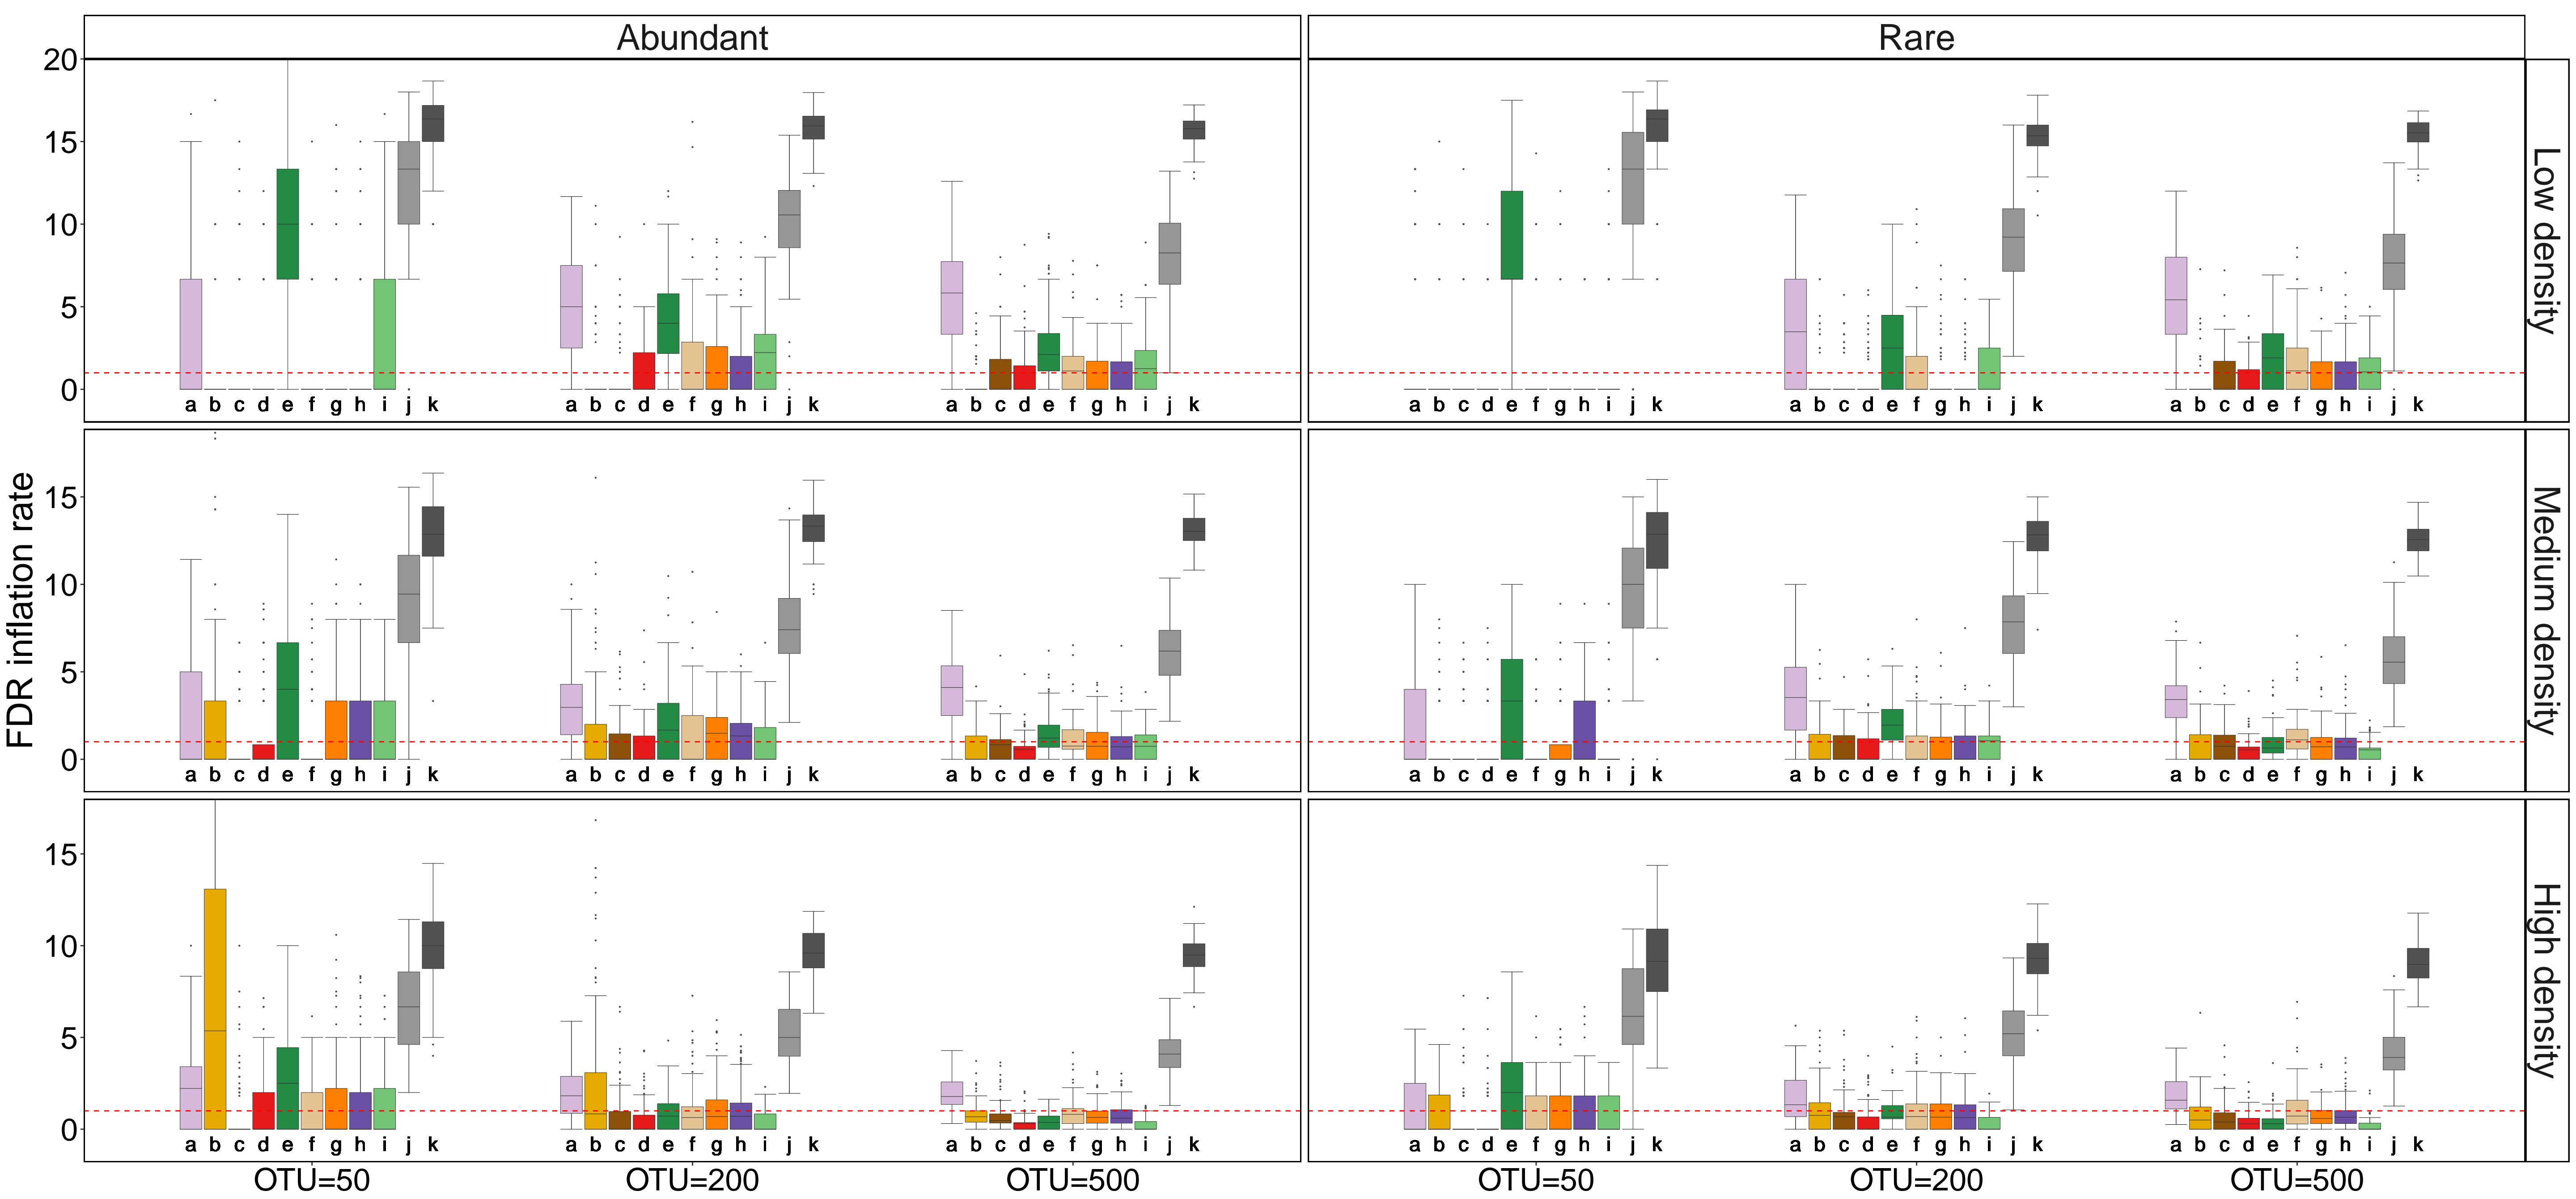 Abundant
Rare
FDR inflation rate
20
15
10
5
0
a b c d e f g h i j k
a b c d e f g h i j k
a b c d e f g h i j k
a b c d e f g h i j k
a b c d e f g h i j k
a b c d e f g h i j k
Low density
15
10
5
0
a b c d e f g h i j k
a b c d e f g h i j k
a b c d e f g h i j k
a b c d e f g h i j k
a b c d e f g h i j k
a b c d e f g h i j k
Medium density
15
10
5
0
a b c d e f g h i j k
a b c d e f g h i j k
a b c d e f g h i j k
a b c d e f g h i j k
a b c d e f g h i j k
a b c d e f g h i j k
High density
OTU=50
OTU=200
OTU=500
OTU=50
OTU=200
OTU=500